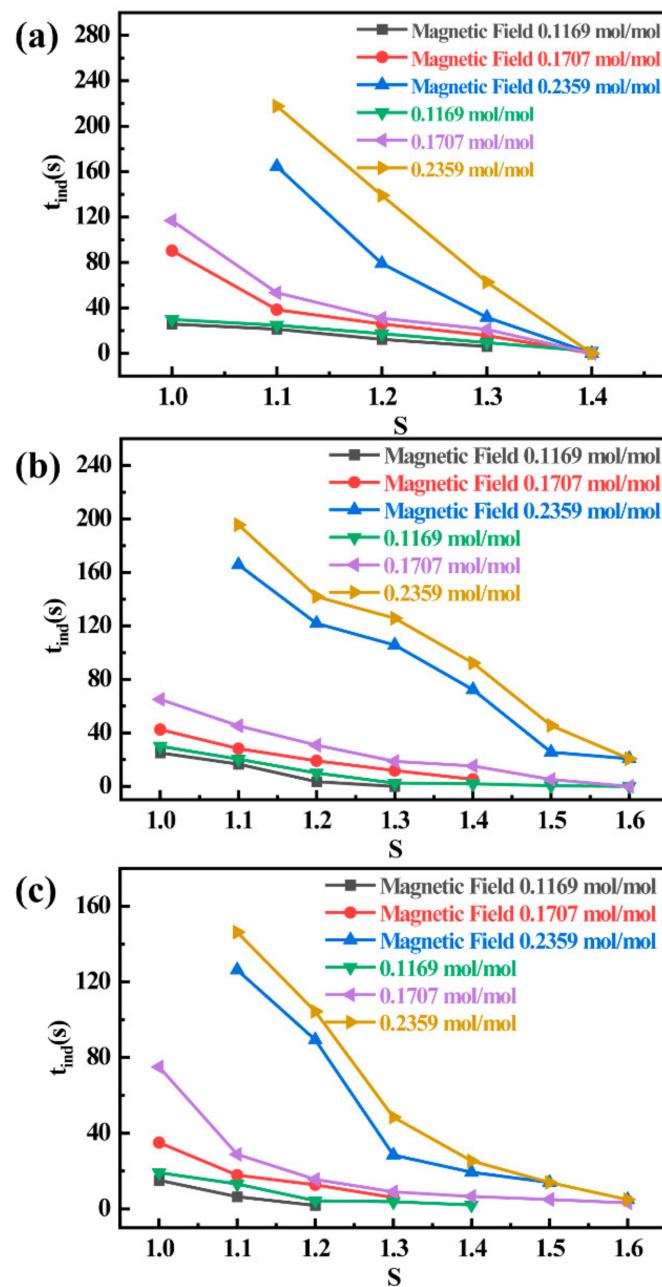 (a)
280
240
200
160
120
80
40
0
t_ind(s)
Magnetic Field 0.1169 mol/mol
Magnetic Field 0.1707 mol/mol
Magnetic Field 0.2359 mol/mol
0.1169 mol/mol
0.1707 mol/mol
0.2359 mol/mol
1.0 1.1 1.2 1.3 1.4
S
(b)
240
200
160
120
80
40
0
t_ind(s)
Magnetic Field 0.1169 mol/mol
Magnetic Field 0.1707 mol/mol
Magnetic Field 0.2359 mol/mol
0.1169 mol/mol
0.1707 mol/mol
0.2359 mol/mol
1.0 1.1 1.2 1.3 1.4 1.5 1.6
S
(c)
160
120
80
40
0
t_ind(s)
Magnetic Field 0.1169 mol/mol
Magnetic Field 0.1707 mol/mol
Magnetic Field 0.2359 mol/mol
0.1169 mol/mol
0.1707 mol/mol
0.2359 mol/mol
1.0 1.1 1.2 1.3 1.4 1.5 1.6
S